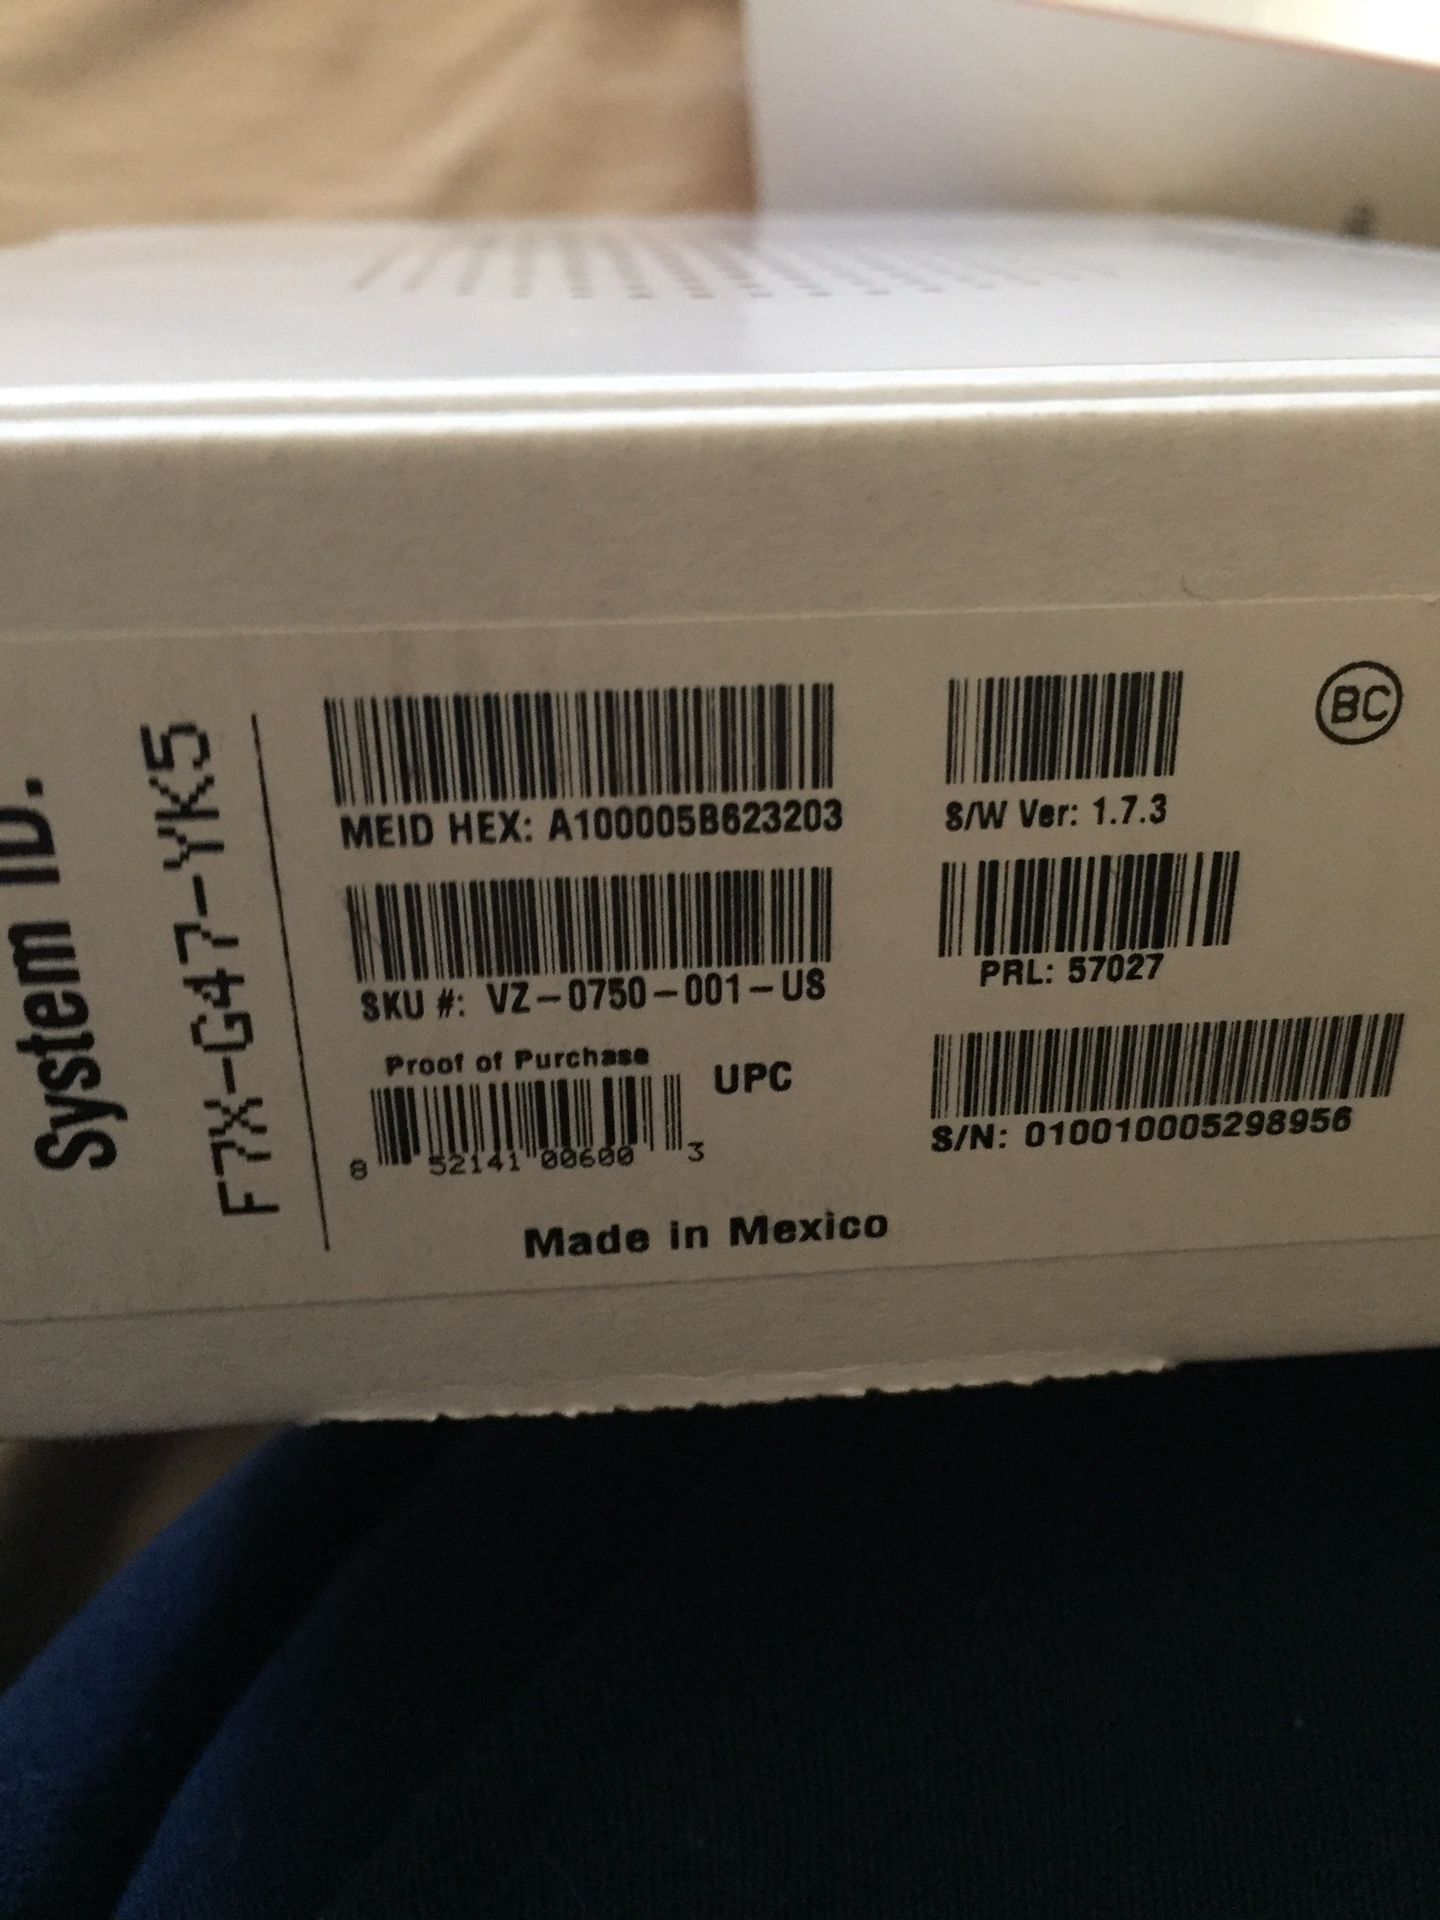 System ID.
F7X-G47-YK5
MEID HEX: A100005B623203
SKU #: VZ-0750-001-US
Proof of Purchase
UPC
8 52141 00600 3
Made in Mexico
S/W Ver: 1.7.3
PRL: 57027
S/N: 010010005298956
BC